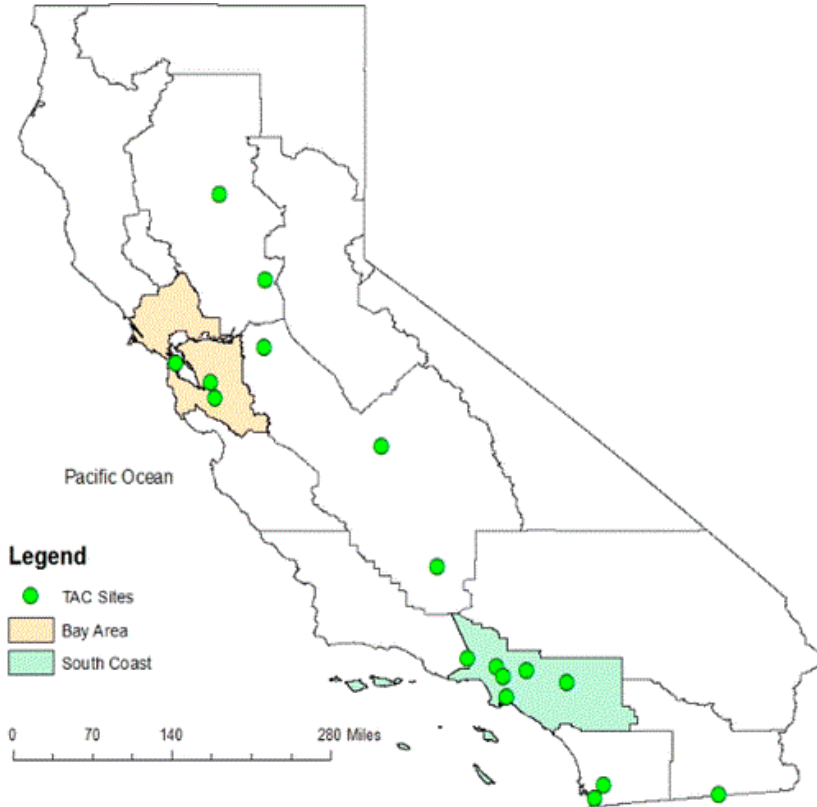 Pacific Ocean
Legend
TAC Sites
Bay Area
South Coast
0 70 140 280 Miles